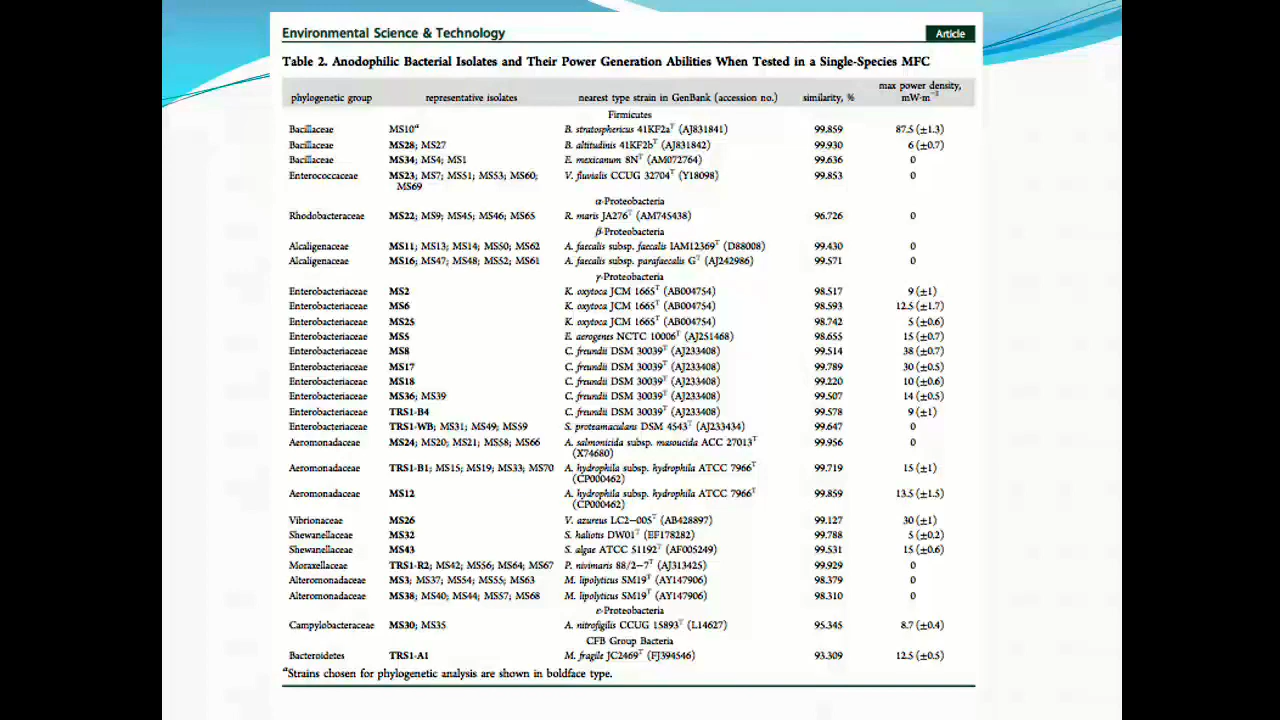 Environmental Science & Technology Article
Table 2. Anodophilic Bacterial Isolates and Their Power Generation Abilities When Tested in a Single-Species MFC
phylogenetic group representative isolates nearest type strain in GenBank (accession no.) similarity, % max power density, mW·m⁻²
Firmicutes
Bacillaceae MS10ᵃ B. stratosphericus 41KF2aᵀ (AJ831841) 99.859 87.5 (±1.3)
Bacillaceae MS28; MS27 B. altitudinis 41KF2bᵀ (AJ831842) 99.930 6 (±0.7)
Bacillaceae MS34; MS4; MS1 E. mexicanum 8Nᵀ (AM072764) 99.636 0
Enterococcaceae MS23; MS7; MS51; MS53; MS60; V. fluvialis CCUG 32704ᵀ (Y18098) 99.853 0
MS69
α-Proteobacteria
Rhodobacteraceae MS22; MS9; MS45; MS46; MS65 R. maris JA276ᵀ (AM745438) 96.726 0
β-Proteobacteria
Alcaligenaceae MS11; MS13; MS14; MS50; MS62 A. faecalis subsp. faecalis IAM12369ᵀ (D88008) 99.430 0
Alcaligenaceae MS16; MS47; MS48; MS52; MS61 A. faecalis subsp. parafaecalis Gᵀ (AJ242986) 99.571 0
γ-Proteobacteria
Enterobacteriaceae MS2 K. oxytoca JCM 1665ᵀ (AB004754) 98.517 9 (±1)
Enterobacteriaceae MS6 K. oxytoca JCM 1665ᵀ (AB004754) 98.593 12.5 (±1.7)
Enterobacteriaceae MS25 K. oxytoca JCM 1665ᵀ (AB004754) 98.742 5 (±0.6)
Enterobacteriaceae MS5 E. aerogenes NCTC 10006ᵀ (AJ251468) 98.655 15 (±0.7)
Enterobacteriaceae MS8 C. freundii DSM 30039ᵀ (AJ233408) 99.514 38 (±0.7)
Enterobacteriaceae MS17 C. freundii DSM 30039ᵀ (AJ233408) 99.789 30 (±0.5)
Enterobacteriaceae MS18 C. freundii DSM 30039ᵀ (AJ233408) 99.220 10 (±0.6)
Enterobacteriaceae MS36; MS39 C. freundii DSM 30039ᵀ (AJ233408) 99.507 14 (±0.5)
Enterobacteriaceae TRS1-B4 C. freundii DSM 30039ᵀ (AJ233408) 99.578 9 (±1)
Enterobacteriaceae TRS1-WB; MS31; MS49; MS59 S. proteamaculans DSM 4543ᵀ (AJ233434) 99.647 0
Aeromonadaceae MS24; MS20; MS21; MS58; MS66 A. salmonicida subsp. masoucida ACC 27013ᵀ 99.956 0
(X74680)
Aeromonadaceae TRS1-B1; MS15; MS19; MS33; MS70 A. hydrophila subsp. hydrophila ATCC 7966ᵀ 99.719 15 (±1)
(CP000462)
Aeromonadaceae MS12 A. hydrophila subsp. hydrophila ATCC 7966ᵀ 99.859 13.5 (±1.5)
(CP000462)
Vibrionaceae MS26 V. azureus LC2−005ᵀ (AB428897) 99.127 30 (±1)
Shewanellaceae MS32 S. haliotis DW01ᵀ (EF178282) 99.788 5 (±0.2)
Shewanellaceae MS43 S. algae ATCC 51192ᵀ (AF005249) 99.531 15 (±0.6)
Moraxellaceae TRS1-R2; MS42; MS56; MS64; MS67 P. nivimaris 88/2−7ᵀ (AJ313425) 99.929 0
Alteromonadaceae MS3; MS37; MS54; MS55; MS63 M. lipolyticus SM19ᵀ (AY147906) 98.379 0
Alteromonadaceae MS38; MS40; MS44; MS57; MS68 M. lipolyticus SM19ᵀ (AY147906) 98.310 0
ε-Proteobacteria
Campylobacteraceae MS30; MS35 A. nitrofigilis CCUG 15893ᵀ (L14627) 95.345 8.7 (±0.4)
CFB Group Bacteria
Bacteroidetes TRS1-A1 M. fragile JC2469ᵀ (FJ394546) 93.309 12.5 (±0.5)
ᵃStrains chosen for phylogenetic analysis are shown in boldface type.